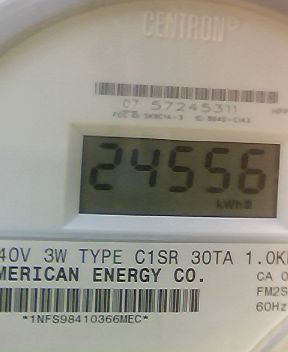 CENTRON®
07 57245311
24556
kWh
40V 3W TYPE C1SR 30TA 1.0K
MERICAN ENERGY CO.
CA 0
FM2S
60Hz
*1NFS98410366MEC*